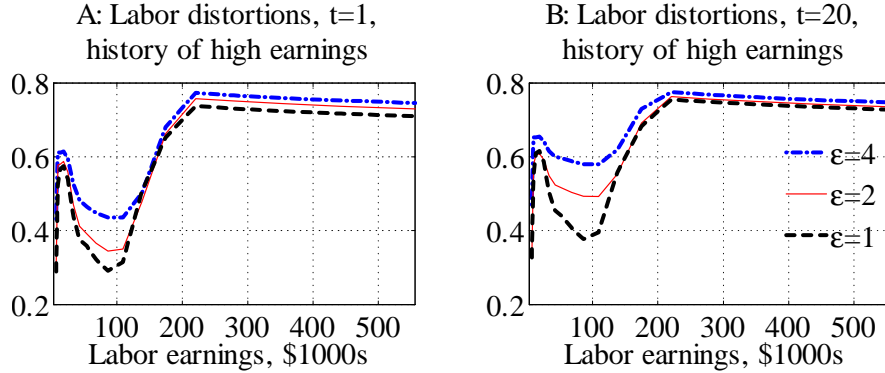 A: Labor distortions, t=1,
history of high earnings
0.8
0.6
0.4
0.2
100 200 300 400 500
Labor earnings, $1000s
B: Labor distortions, t=20,
history of high earnings
0.8
0.6
0.4
0.2
ε=4
ε=2
ε=1
100 200 300 400 500
Labor earnings, $1000s